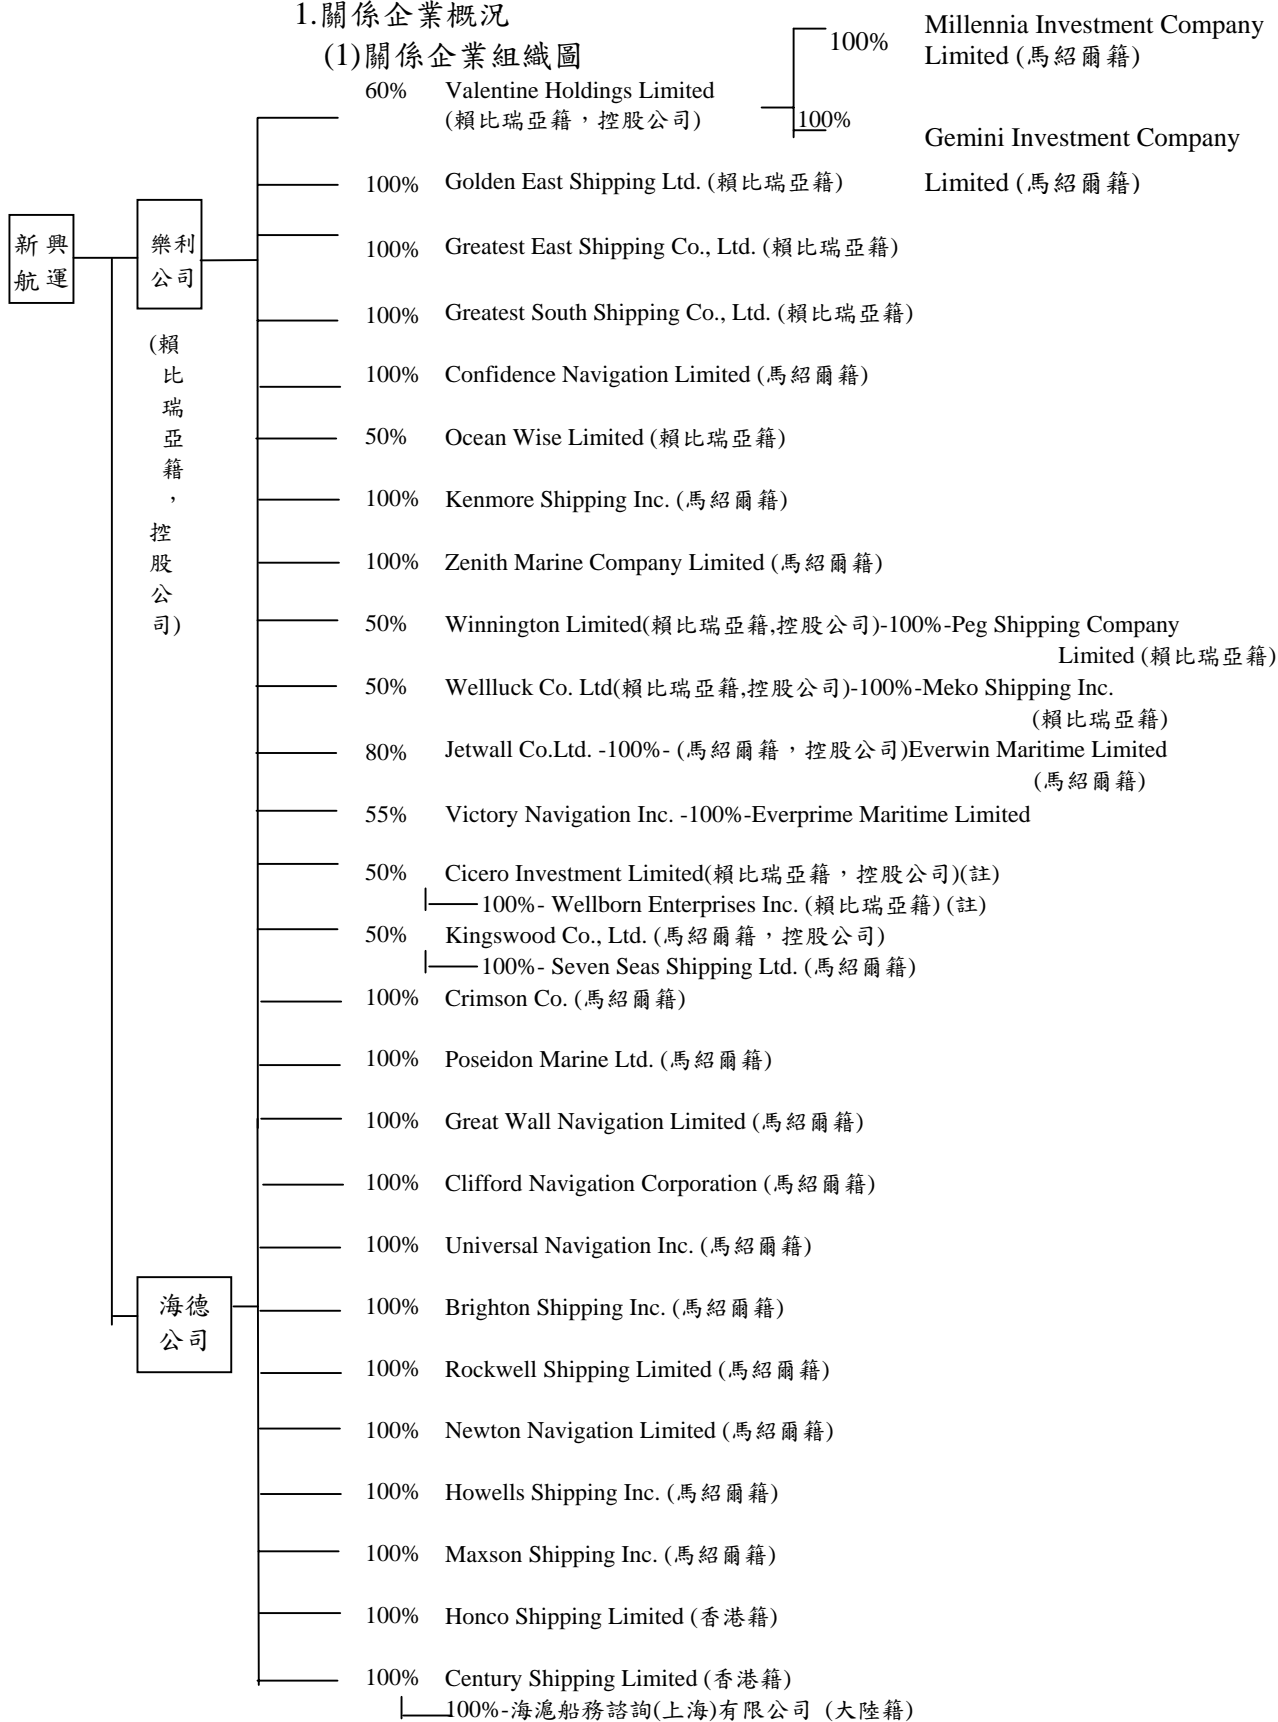 1.關係企業概況
(1)關係企業組織圖
100% Millennia Investment Company
Limited (馬紹爾籍)
60% Valentine Holdings Limited
(賴比瑞亞籍，控股公司)
100%
Gemini Investment Company
Limited (馬紹爾籍)
100% Golden East Shipping Ltd. (賴比瑞亞籍)
新興
航運
樂利
公司
(賴比瑞亞籍，控股公司)
100% Greatest East Shipping Co., Ltd. (賴比瑞亞籍)
100% Greatest South Shipping Co., Ltd. (賴比瑞亞籍)
100% Confidence Navigation Limited (馬紹爾籍)
50% Ocean Wise Limited (賴比瑞亞籍)
100% Kenmore Shipping Inc. (馬紹爾籍)
100% Zenith Marine Company Limited (馬紹爾籍)
50% Winnington Limited(賴比瑞亞籍,控股公司)-100%-Peg Shipping Company
Limited (賴比瑞亞籍)
50% Wellluck Co. Ltd(賴比瑞亞籍,控股公司)-100%-Meko Shipping Inc.
(賴比瑞亞籍)
80% Jetwall Co.Ltd. -100%- (馬紹爾籍，控股公司)Everwin Maritime Limited
(馬紹爾籍)
55% Victory Navigation Inc. -100%-Everprime Maritime Limited
50% Cicero Investment Limited(賴比瑞亞籍，控股公司)(註)
100%- Wellborn Enterprises Inc. (賴比瑞亞籍) (註)
50% Kingswood Co., Ltd. (馬紹爾籍，控股公司)
100%- Seven Seas Shipping Ltd. (馬紹爾籍)
100% Crimson Co. (馬紹爾籍)
100% Poseidon Marine Ltd. (馬紹爾籍)
100% Great Wall Navigation Limited (馬紹爾籍)
100% Clifford Navigation Corporation (馬紹爾籍)
100% Universal Navigation Inc. (馬紹爾籍)
海德
公司
100% Brighton Shipping Inc. (馬紹爾籍)
100% Rockwell Shipping Limited (馬紹爾籍)
100% Newton Navigation Limited (馬紹爾籍)
100% Howells Shipping Inc. (馬紹爾籍)
100% Maxson Shipping Inc. (馬紹爾籍)
100% Honco Shipping Limited (香港籍)
100% Century Shipping Limited (香港籍)
100%-海滬船務諮詢(上海)有限公司 (大陸籍)